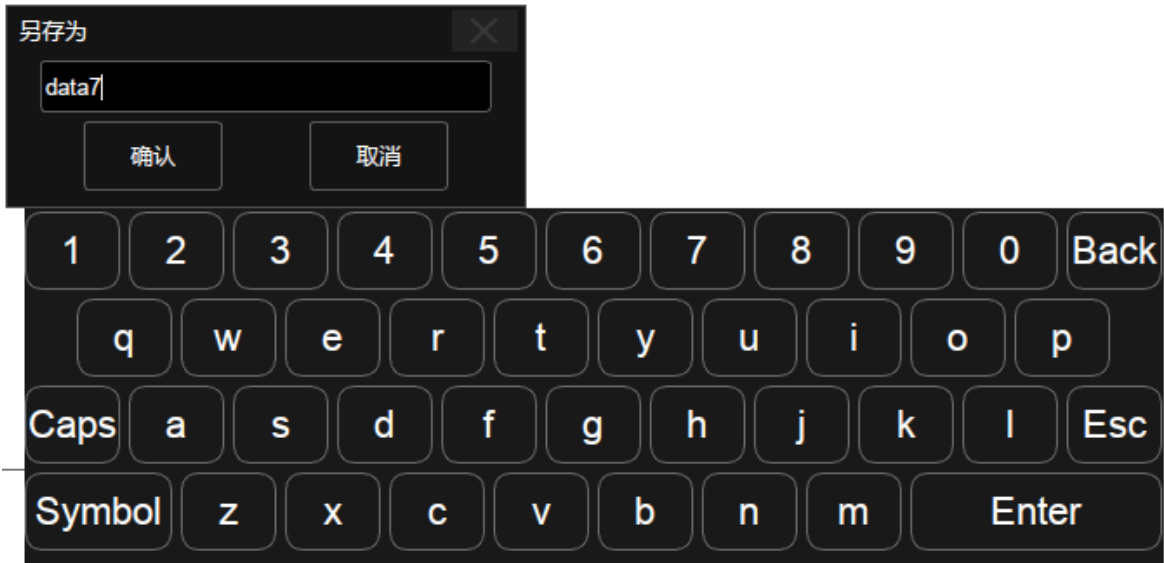 另存为
data7
确认 取消
1 2 3 4 5 6 7 8 9 0 Back
q w e r t y u i o p
Caps a s d f g h j k l Esc
Symbol z x c v b n m Enter